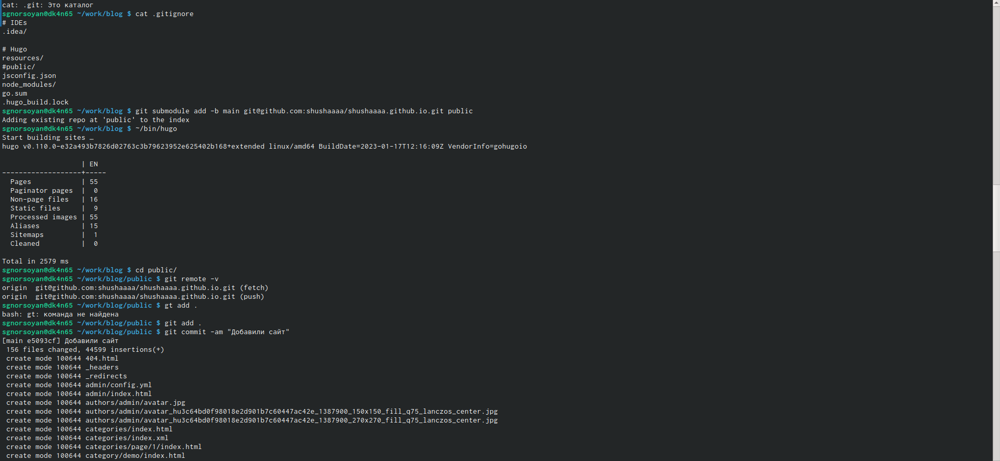 cat: .git: Это каталог
sgnorsoyan@dk4n65 ~/work/blog $ cat .gitignore
# IDEs
.idea/
# Hugo
resources/
#public/
jsconfig.json
node_modules/
go.sum
.hugo_build.lock
sgnorsoyan@dk4n65 ~/work/blog $ git submodule add -b main git@github.com:shushaaaa/shushaaaa.github.io.git public
Adding existing repo at 'public' to the index
sgnorsoyan@dk4n65 ~/work/blog $ ~/bin/hugo
Start building sites …
hugo v0.110.0-e32a493b7826d02763c3b79623952e625402b168+extended linux/amd64 BuildDate=2023-01-17T12:16:09Z VendorInfo=gohugoio
                   | EN
-------------------+-----
  Pages            | 55
  Paginator pages  |  0
  Non-page files   | 16
  Static files     |  9
  Processed images | 55
  Aliases          | 15
  Sitemaps         |  1
  Cleaned          |  0
Total in 2579 ms
sgnorsoyan@dk4n65 ~/work/blog $ cd public/
sgnorsoyan@dk4n65 ~/work/blog/public $ git remote -v
origin  git@github.com:shushaaaa/shushaaaa.github.io.git (fetch)
origin  git@github.com:shushaaaa/shushaaaa.github.io.git (push)
sgnorsoyan@dk4n65 ~/work/blog/public $ gt add .
bash: gt: команда не найдена
sgnorsoyan@dk4n65 ~/work/blog/public $ git add .
sgnorsoyan@dk4n65 ~/work/blog/public $ git commit -am "Добавили сайт"
[main e5093cf] Добавили сайт
 156 files changed, 44599 insertions(+)
 create mode 100644 404.html
 create mode 100644 _headers
 create mode 100644 _redirects
 create mode 100644 admin/config.yml
 create mode 100644 admin/index.html
 create mode 100644 authors/admin/avatar.jpg
 create mode 100644 authors/admin/avatar_hu3c64bd0f98018e2d901b7c60447ac42e_1387900_150x150_fill_q75_lanczos_center.jpg
 create mode 100644 authors/admin/avatar_hu3c64bd0f98018e2d901b7c60447ac42e_1387900_270x270_fill_q75_lanczos_center.jpg
 create mode 100644 categories/index.html
 create mode 100644 categories/index.xml
 create mode 100644 categories/page/1/index.html
 create mode 100644 category/demo/index.html